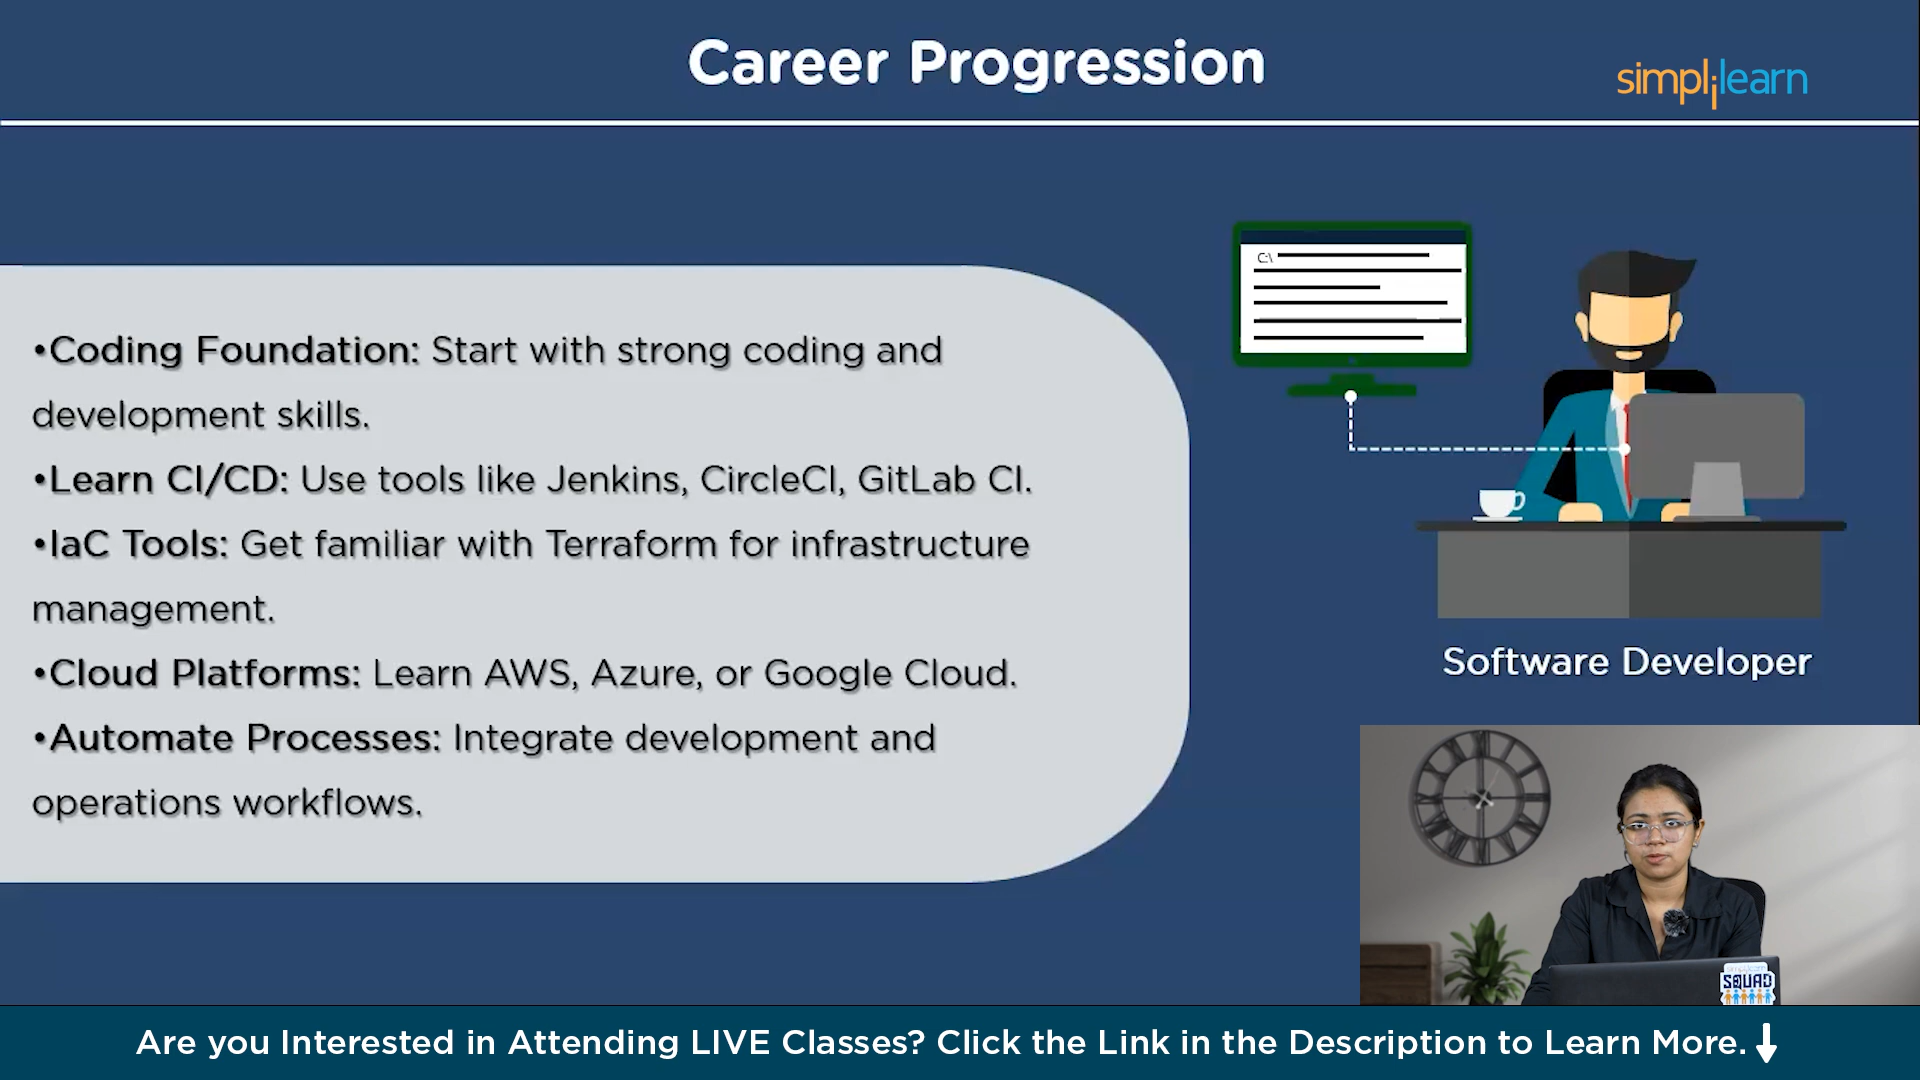 Career Progression
simplilearn
•Coding Foundation: Start with strong coding and
development skills.
•Learn CI/CD: Use tools like Jenkins, CircleCI, GitLab CI.
•IaC Tools: Get familiar with Terraform for infrastructure
management.
•Cloud Platforms: Learn AWS, Azure, or Google Cloud.
•Automate Processes: Integrate development and
operations workflows.
C:\
Software Developer
SQUAD
Are you Interested in Attending LIVE Classes? Click the Link in the Description to Learn More.